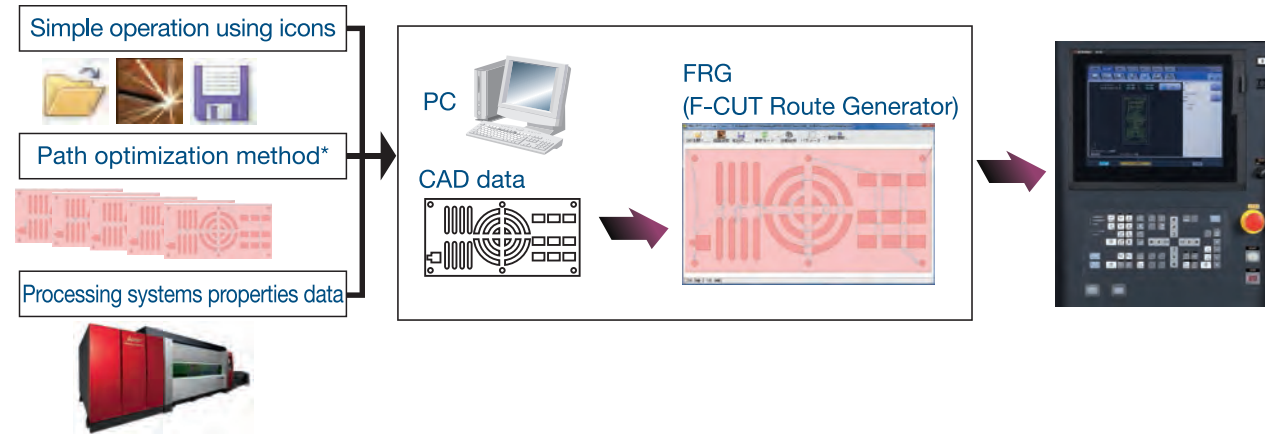 Simple operation using icons
Path optimization method*
Processing systems properties data
PC
CAD data
FRG
(F-CUT Route Generator)